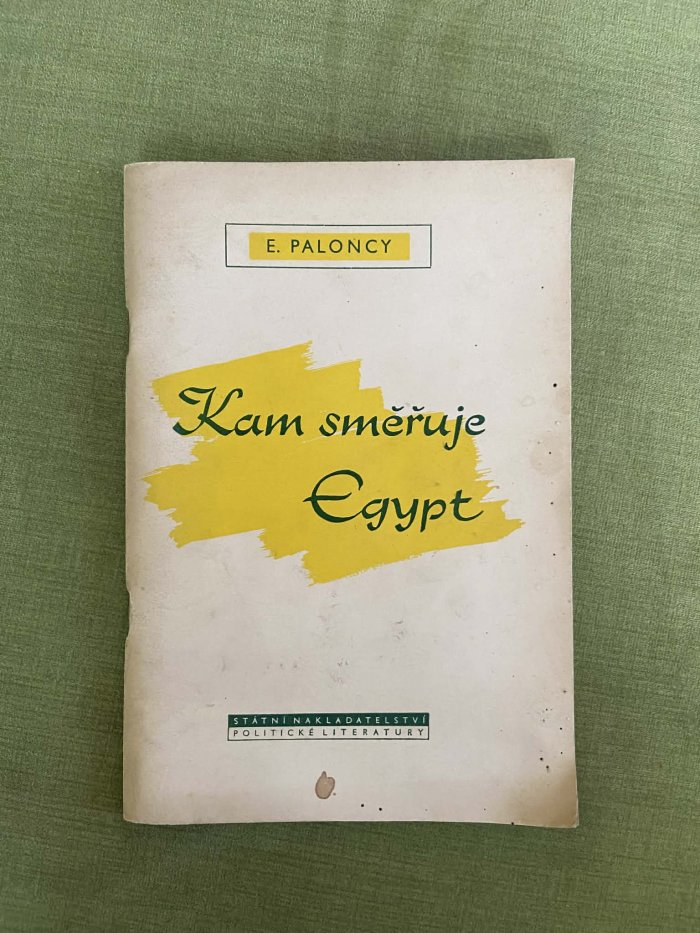 E. PALONCY
Kam směřuje
Egypt
STÁTNÍ NAKLADATELSTVÍ
POLITICKÉ LITERATURY